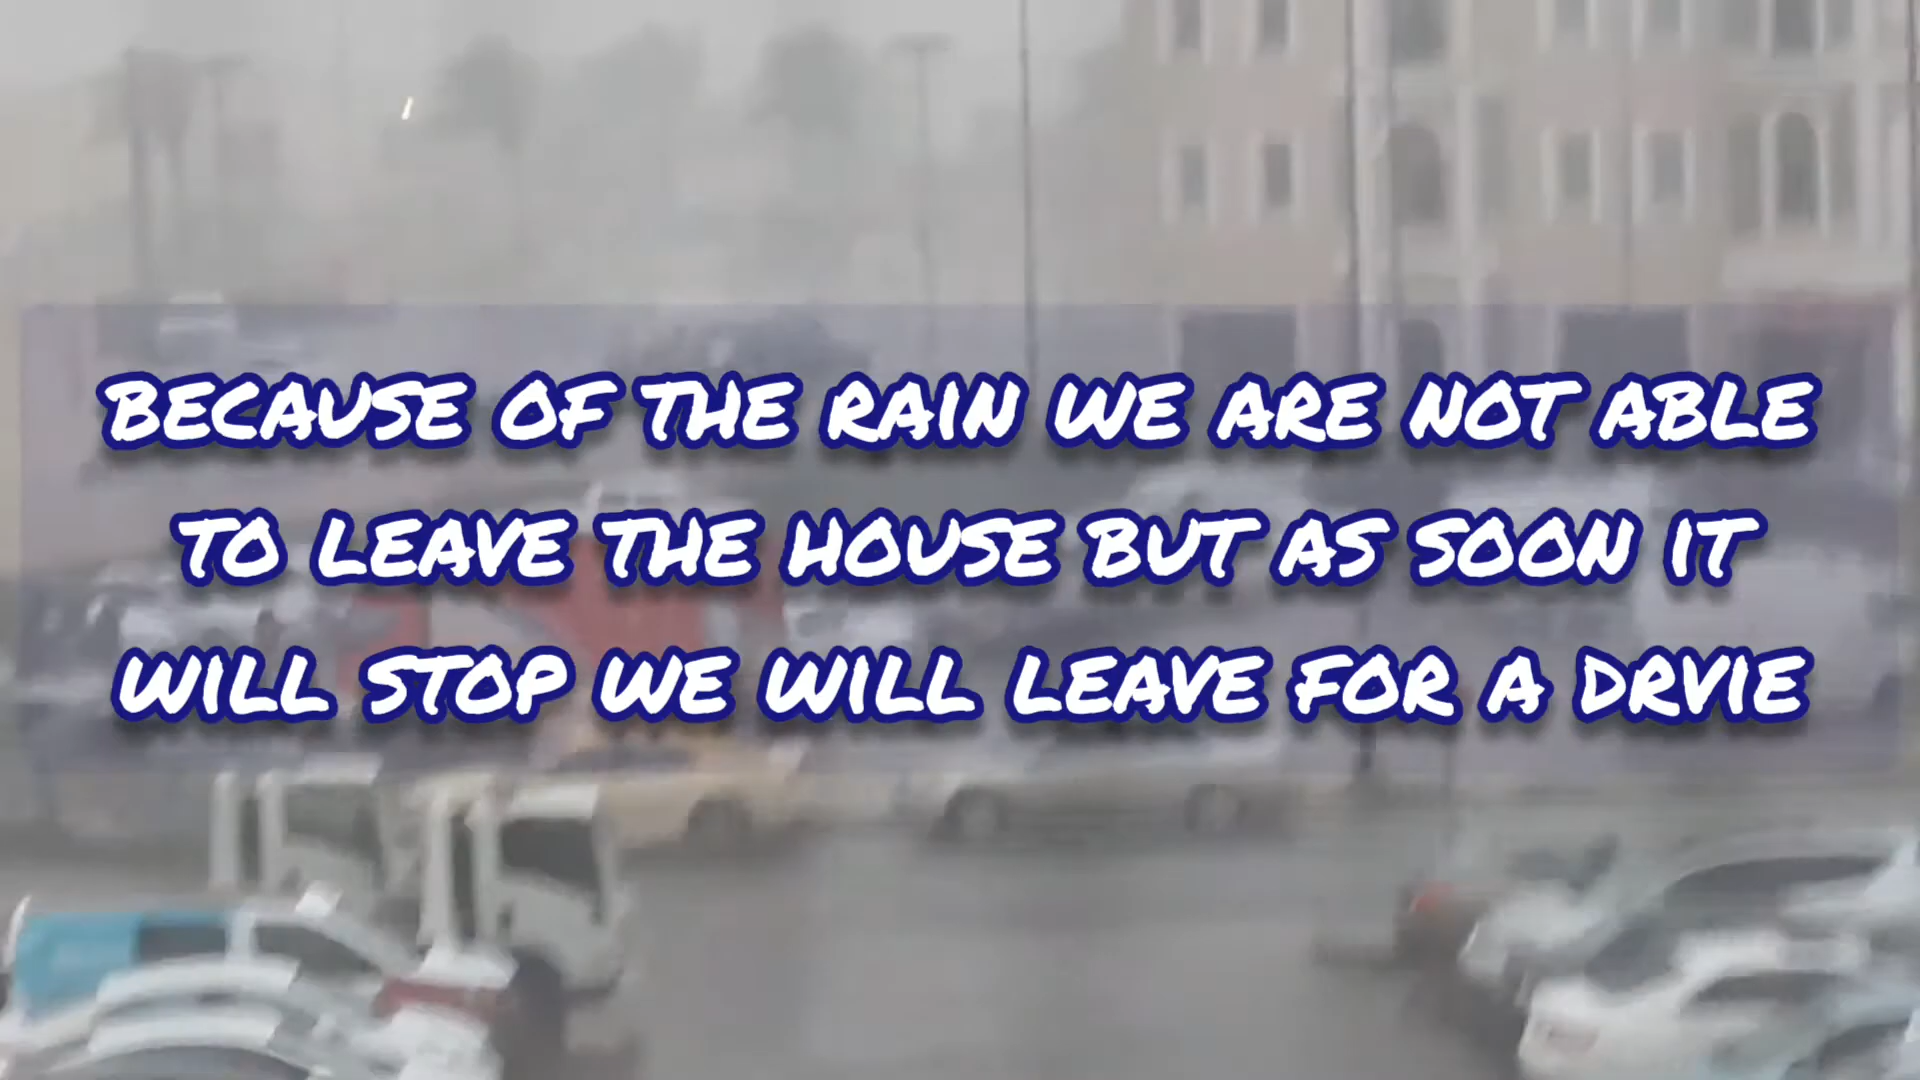 BECAUSE OF THE RAIN WE ARE NOT ABLE
TO LEAVE THE HOUSE BUT AS SOON IT
WILL STOP WE WILL LEAVE FOR A DRVIE